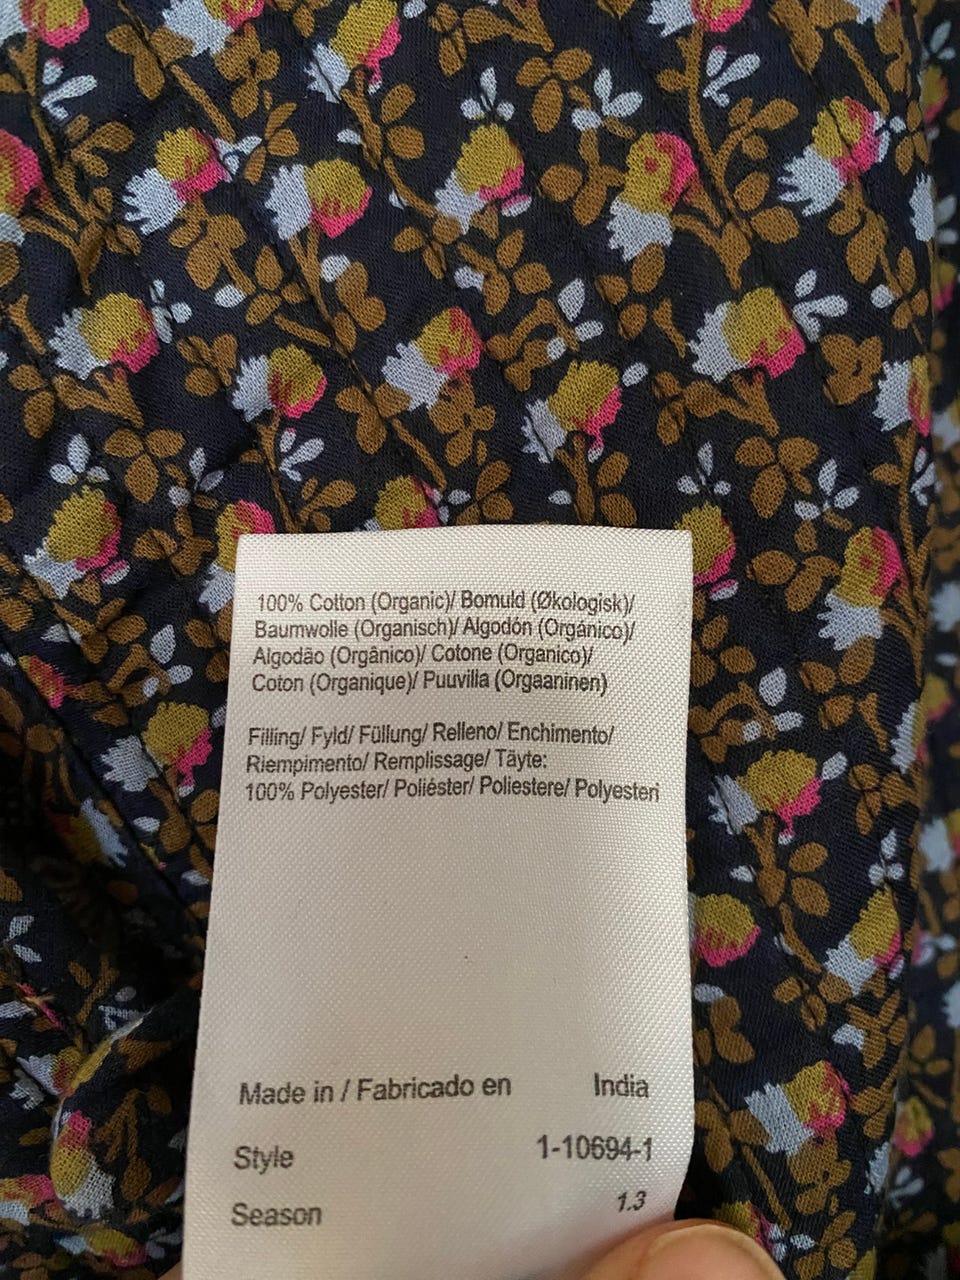 100% Cotton (Organic)/ Bomuld (Økologisk)/
Baumwolle (Organisch)/ Algodón (Orgánico)/
Algodão (Orgânico)/ Cotone (Organico)/
Coton (Organique)/ Puuvilla (Orgaaninen)
Filling/ Fyld/ Füllung/ Relleno/ Enchimento/
Riempimento/ Remplissage/ Täyte:
100% Polyester/ Poliéster/ Poliestere/ Polyesteri
Made in / Fabricado en India
Style 1-10694-1
Season 1.3